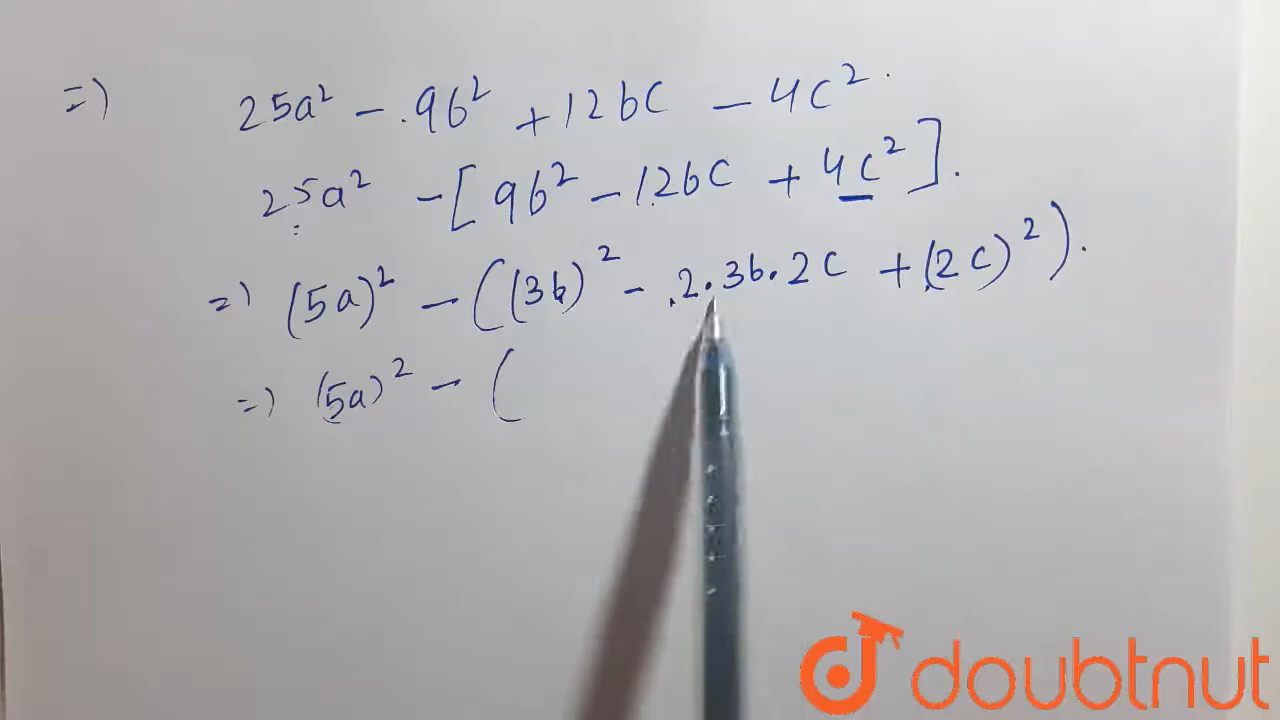 =) 25a² - .9b² + 12bc - 4c² .
25a² - [ 9b² - 12bc + 4c² ] .
=) (5a)² - ( (3b)² - .2.3b.2c + (2c)² ) .
=) (5a)² - (
doubtnut